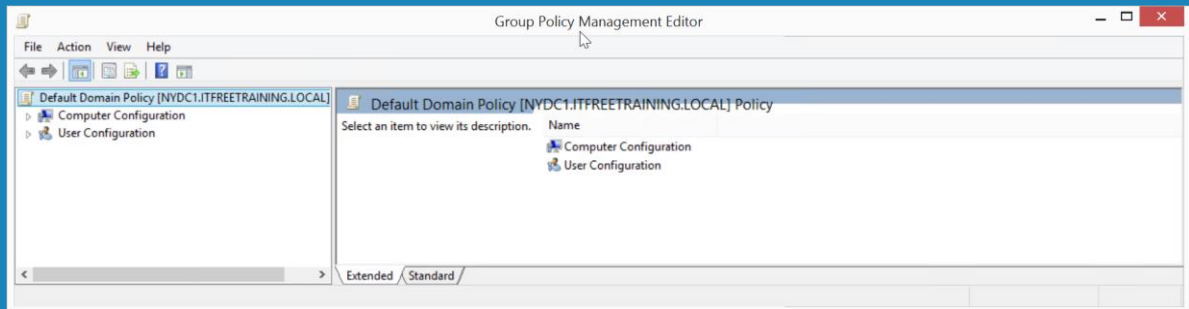 Group Policy Management Editor
File Action View Help
Default Domain Policy [NYDC1.ITFREETRAINING.LOCAL]
Computer Configuration
User Configuration
Default Domain Policy [NYDC1.ITFREETRAINING.LOCAL] Policy
Select an item to view its description.
Name
Computer Configuration
User Configuration
Extended Standard